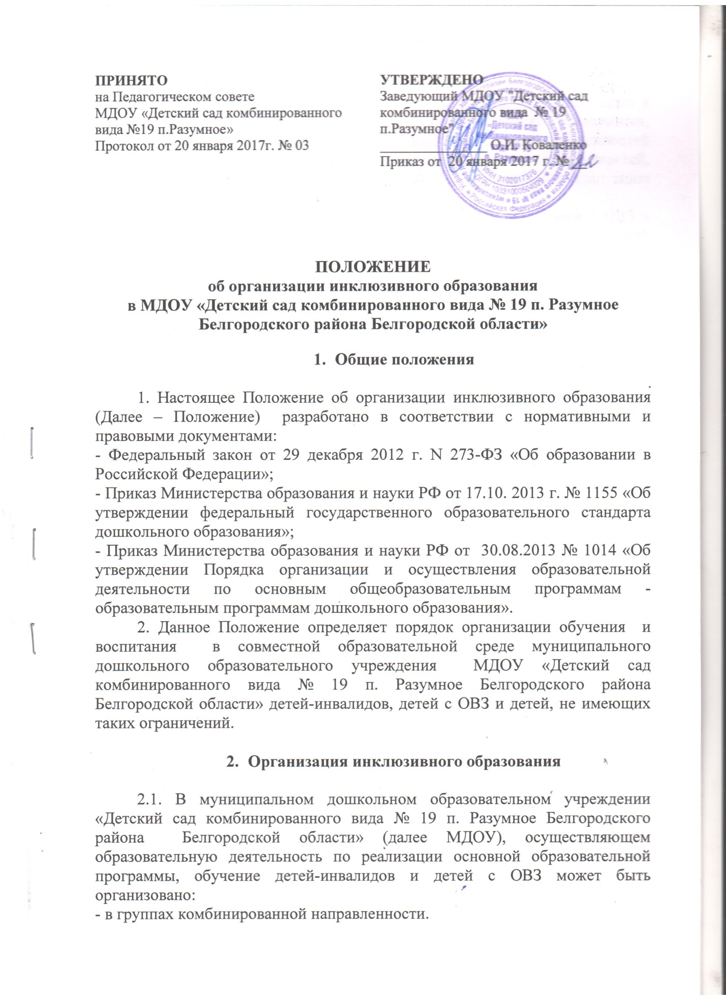 ПРИНЯТО
на Педагогическом совете
МДОУ «Детский сад комбинированного
вида №19 п.Разумное»
Протокол от 20 января 2017г. № 03
УТВЕРЖДЕНО
Заведующий МДОУ "Детский сад
комбинированного вида № 19
п.Разумное"
_______________ О.И. Коваленко
Приказ от 20 января 2017 г. № 22
«Детский сад
комбинированного
п. Разумное»
ИНН 3102017376
ОГРН 1033100504029
Российская Федерация
ПОЛОЖЕНИЕ
об организации инклюзивного образования
в МДОУ «Детский сад комбинированного вида № 19 п. Разумное
Белгородского района Белгородской области»
1. Общие положения
1. Настоящее Положение об организации инклюзивного образования
(Далее – Положение) разработано в соответствии с нормативными и
правовыми документами:
- Федеральный закон от 29 декабря 2012 г. N 273-ФЗ «Об образовании в
Российской Федерации»;
- Приказ Министерства образования и науки РФ от 17.10. 2013 г. № 1155 «Об
утверждении федеральный государственного образовательного стандарта
дошкольного образования»;
- Приказ Министерства образования и науки РФ от 30.08.2013 № 1014 «Об
утверждении Порядка организации и осуществления образовательной
деятельности по основным общеобразовательным программам -
образовательным программам дошкольного образования».
2. Данное Положение определяет порядок организации обучения и
воспитания в совместной образовательной среде муниципального
дошкольного образовательного учреждения МДОУ «Детский сад
комбинированного вида № 19 п. Разумное Белгородского района
Белгородской области» детей-инвалидов, детей с ОВЗ и детей, не имеющих
таких ограничений.
2. Организация инклюзивного образования
2.1. В муниципальном дошкольном образовательном учреждении
«Детский сад комбинированного вида № 19 п. Разумное Белгородского
района Белгородской области» (далее МДОУ), осуществляющем
образовательную деятельность по реализации основной образовательной
программы, обучение детей-инвалидов и детей с ОВЗ может быть
организовано:
- в группах комбинированной направленности.